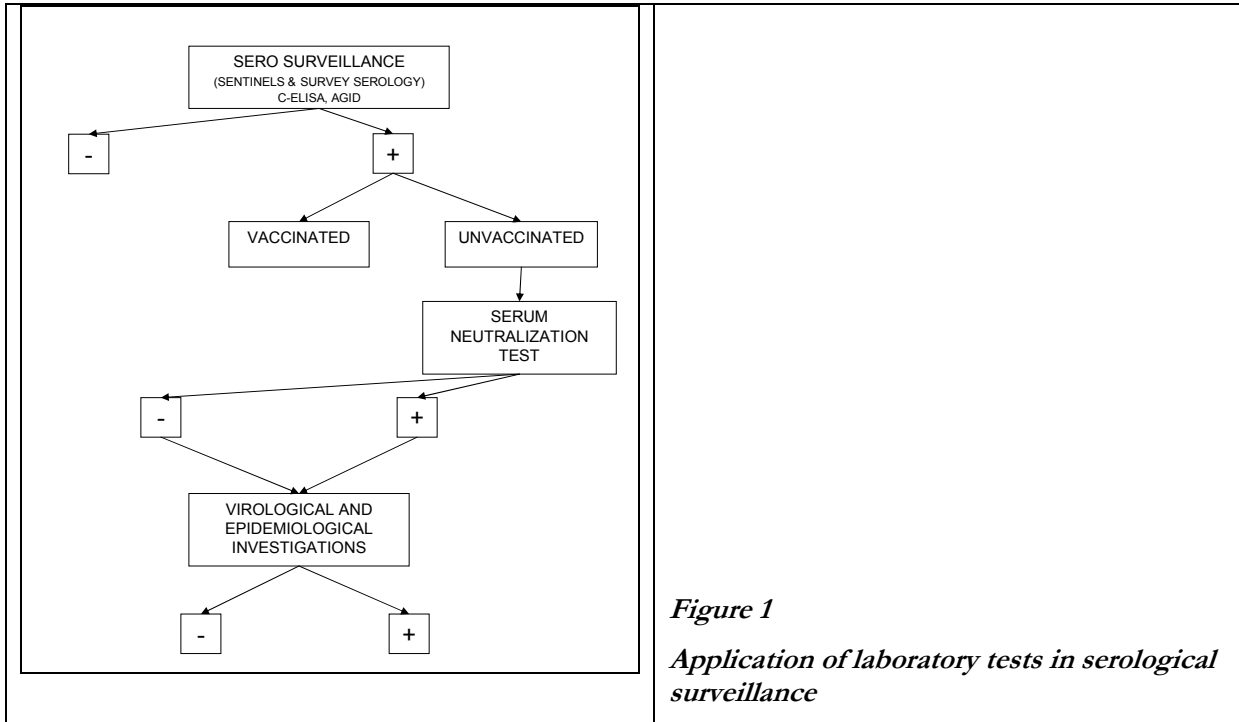 SERO SURVEILLANCE
(SENTINELS & SURVEY SEROLOGY)
C-ELISA, AGID
-
+
VACCINATED
UNVACCINATED
SERUM
NEUTRALIZATION
TEST
-
+
VIROLOGICAL AND
EPIDEMIOLOGICAL
INVESTIGATIONS
-
+
Figure 1
Application of laboratory tests in serological
surveillance